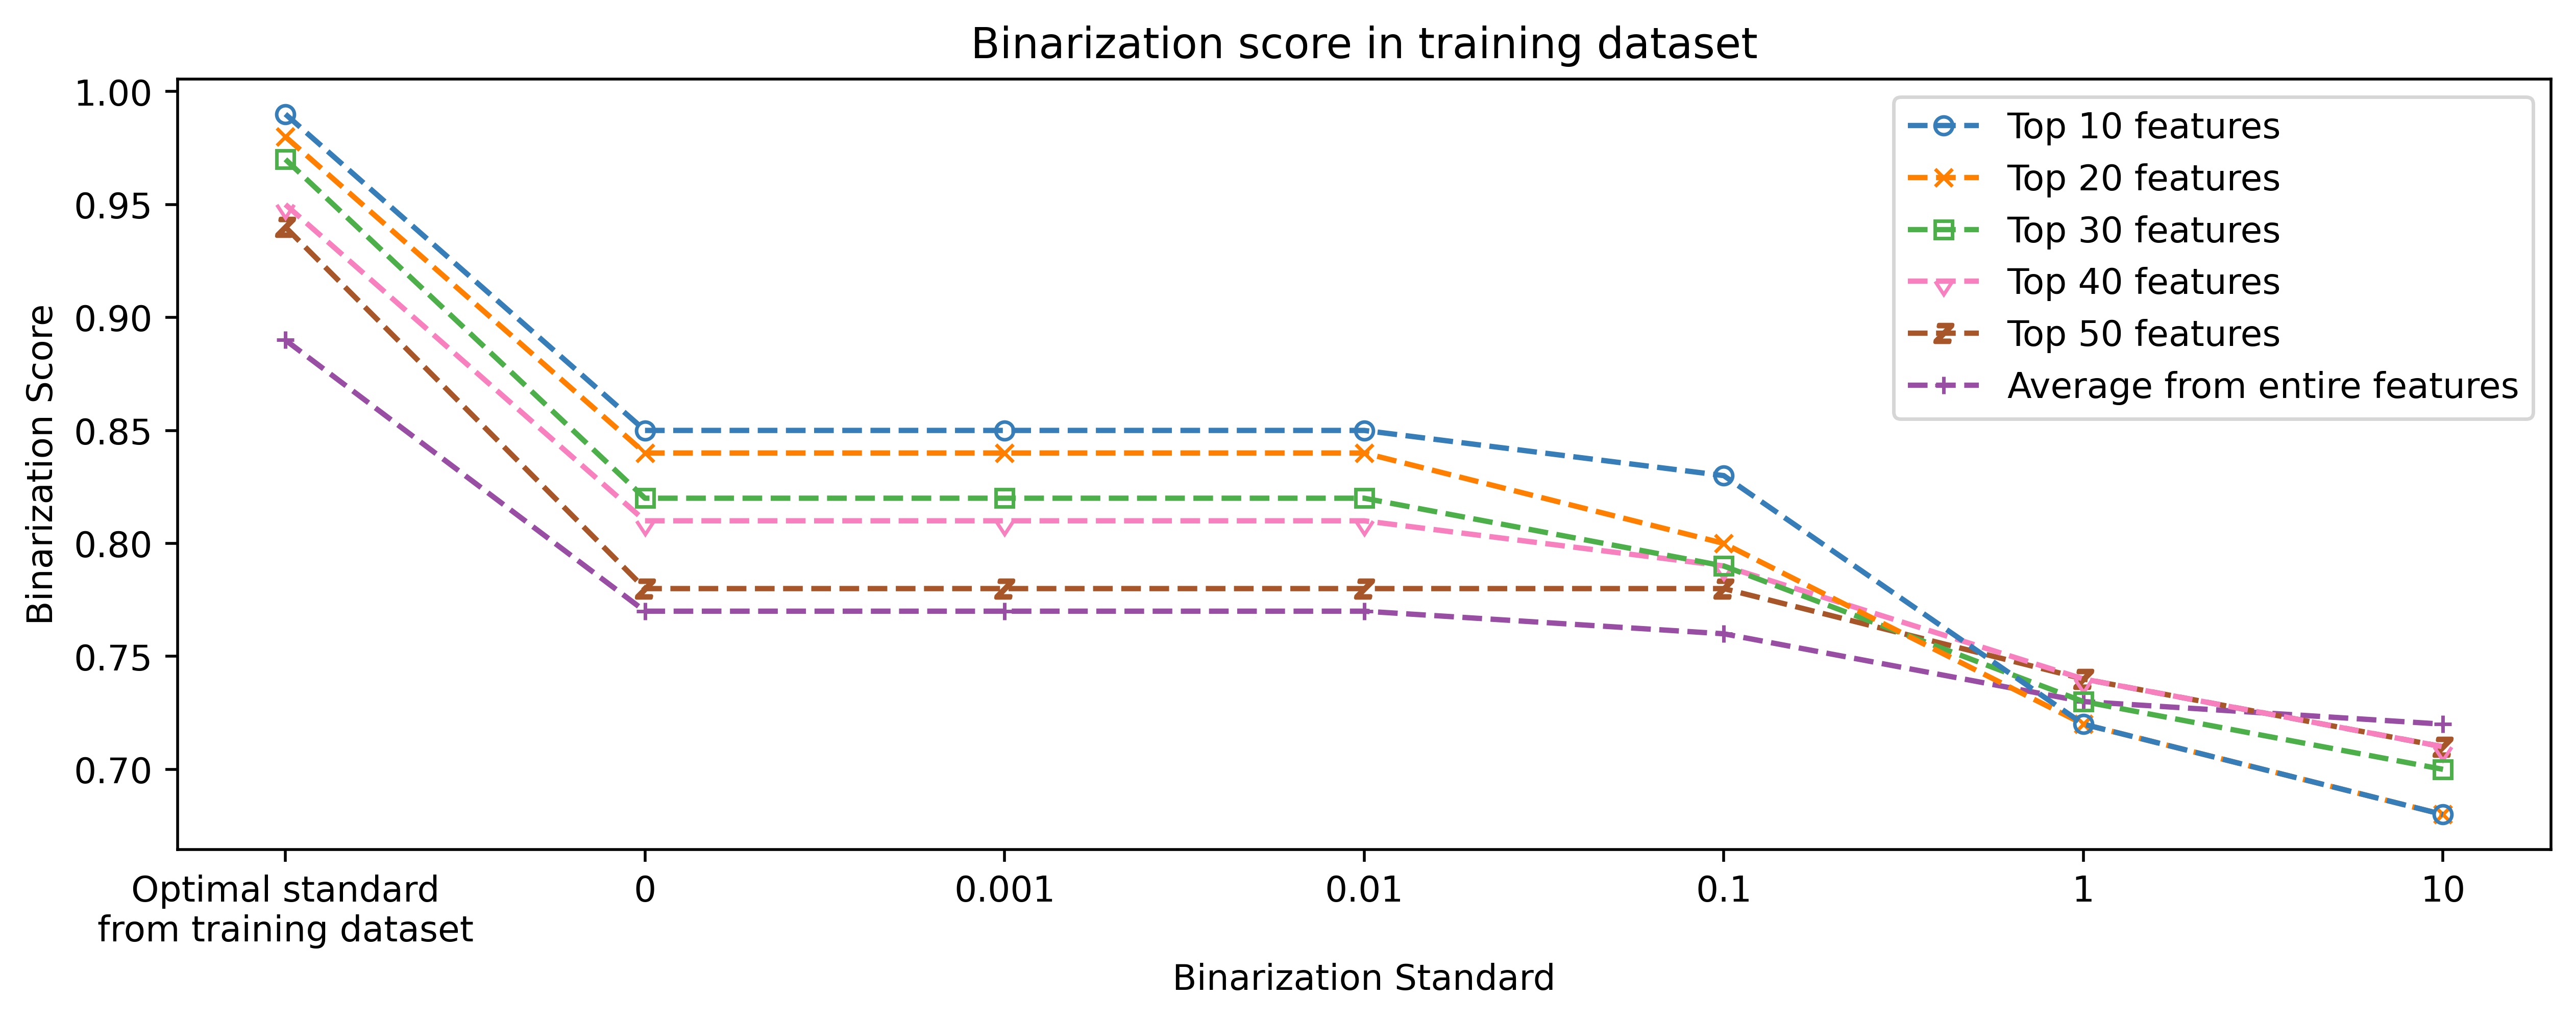 Binarization score in training dataset
Binarization Score
1.00
0.95
0.90
0.85
0.80
0.75
0.70
Top 10 features
Top 20 features
Top 30 features
Top 40 features
Top 50 features
Average from entire features
Optimal standard
from training dataset
0
0.001
0.01
0.1
1
10
Binarization Standard